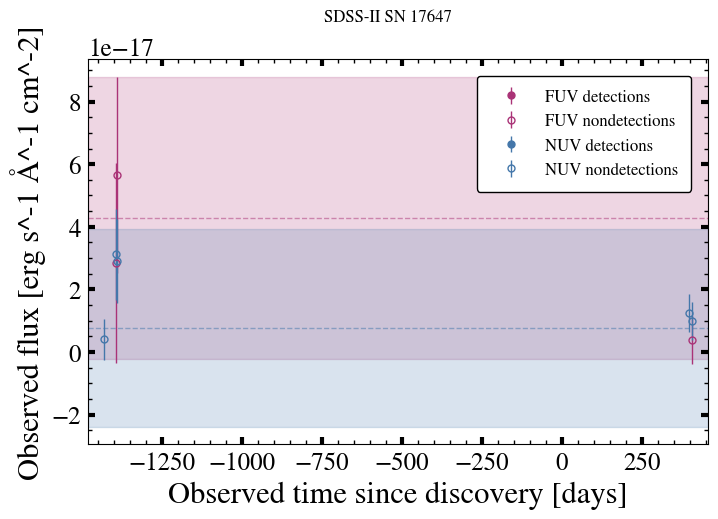 SDSS-II SN 17647
1e−17
8
6
4
2
0
−2
Observed flux [erg s^-1 Å^-1 cm^-2]
FUV detections
FUV nondetections
NUV detections
NUV nondetections
−1250 −1000 −750 −500 −250 0 250
Observed time since discovery [days]